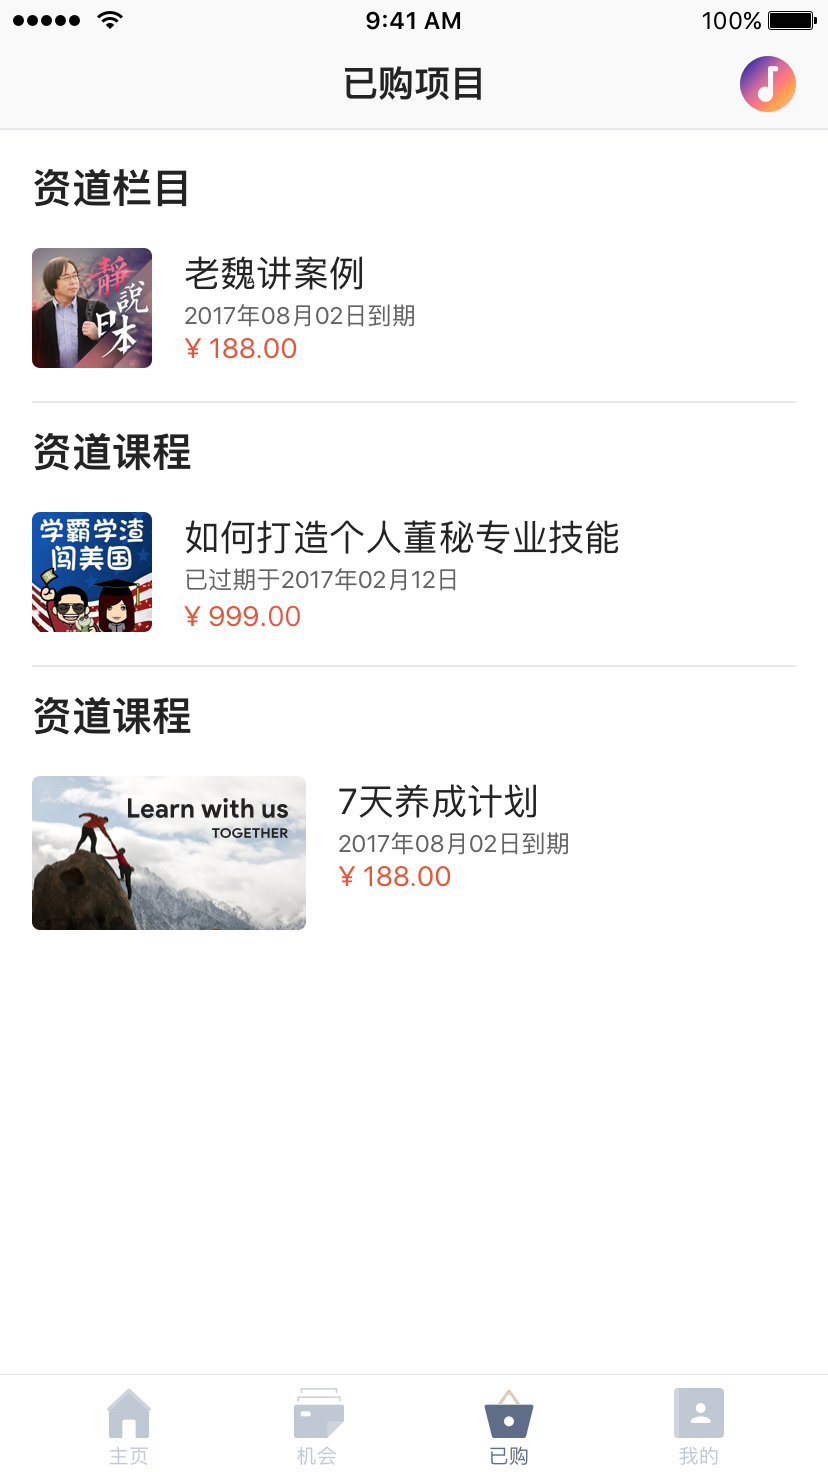 9:41 AM
100%
已购项目
资道栏目
靜
說
日本
老魏讲案例
2017年08月02日到期
¥ 188.00
资道课程
学霸学渣
闯美国
如何打造个人董秘专业技能
已过期于2017年02月12日
¥ 999.00
资道课程
Learn with us
TOGETHER
7天养成计划
2017年08月02日到期
¥ 188.00
主页
机会
已购
我的